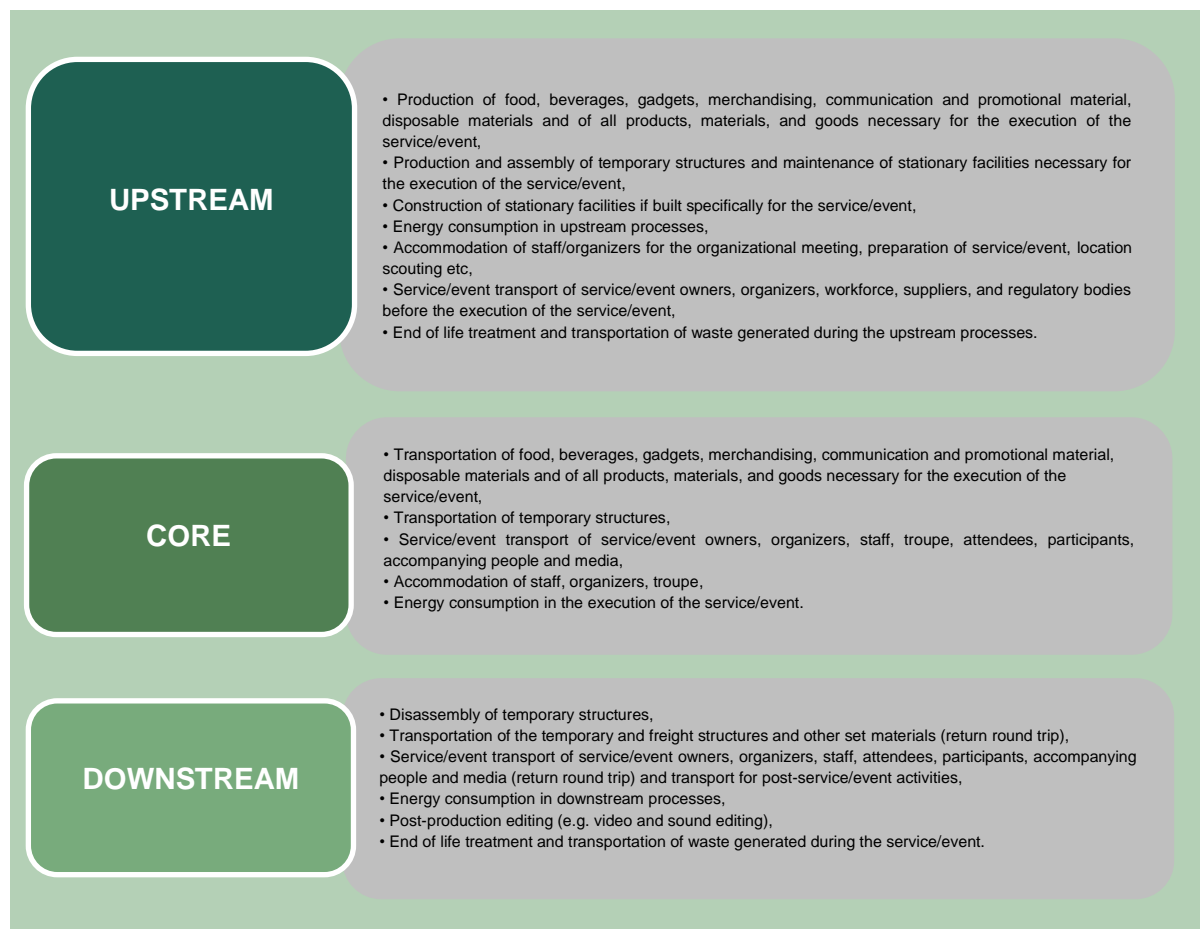 UPSTREAM
• Production of food, beverages, gadgets, merchandising, communication and promotional material,
disposable materials and of all products, materials, and goods necessary for the execution of the
service/event,
• Production and assembly of temporary structures and maintenance of stationary facilities necessary for
the execution of the service/event,
• Construction of stationary facilities if built specifically for the service/event,
• Energy consumption in upstream processes,
• Accommodation of staff/organizers for the organizational meeting, preparation of service/event, location
scouting etc,
• Service/event transport of service/event owners, organizers, workforce, suppliers, and regulatory bodies
before the execution of the service/event,
• End of life treatment and transportation of waste generated during the upstream processes.
CORE
• Transportation of food, beverages, gadgets, merchandising, communication and promotional material,
disposable materials and of all products, materials, and goods necessary for the execution of the
service/event,
• Transportation of temporary structures,
• Service/event transport of service/event owners, organizers, staff, troupe, attendees, participants,
accompanying people and media,
• Accommodation of staff, organizers, troupe,
• Energy consumption in the execution of the service/event.
DOWNSTREAM
• Disassembly of temporary structures,
• Transportation of the temporary and freight structures and other set materials (return round trip),
• Service/event transport of service/event owners, organizers, staff, attendees, participants, accompanying
people and media (return round trip) and transport for post-service/event activities,
• Energy consumption in downstream processes,
• Post-production editing (e.g. video and sound editing),
• End of life treatment and transportation of waste generated during the service/event.